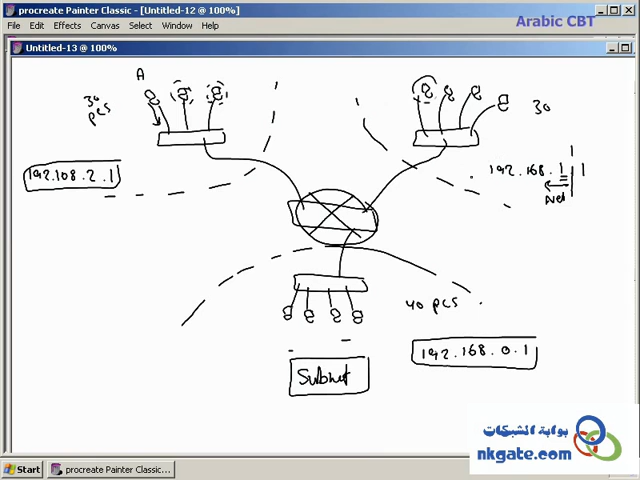 procreate Painter Classic - [Untitled-12 @ 100%]
Arabic CBT
File Edit Effects Canvas Select Window Help
Untitled-13 @ 100%
A
30
pcs
30
192.168.2.1
192.168.1 1
Net
40 pcs
192.168.0.1
Subnet
بوابة الشبكات
nkgate.com
Start
procreate Painter Classic...